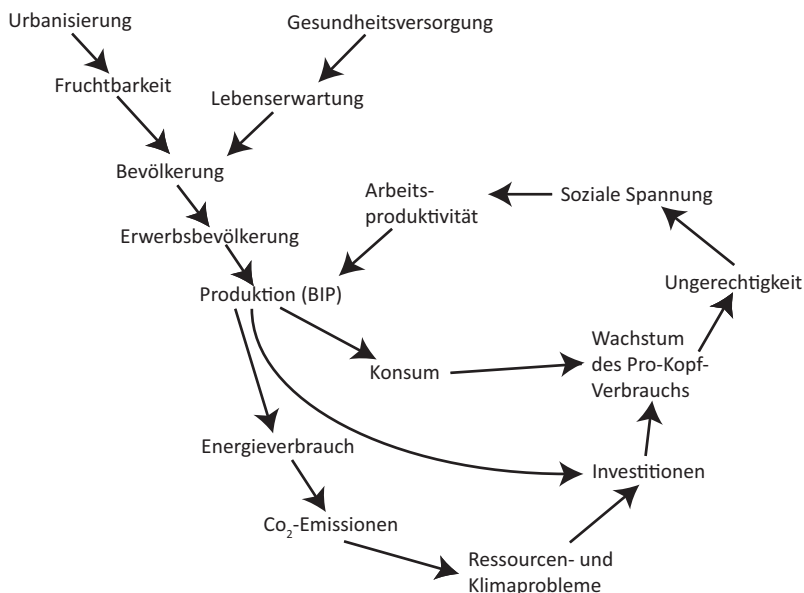 Urbanisierung
Gesundheitsversorgung
Fruchtbarkeit
Lebenserwartung
Bevölkerung
Arbeits-
produktivität
Soziale Spannung
Erwerbsbevölkerung
Ungerechtigkeit
Produktion (BIP)
Wachstum
des Pro-Kopf-
Verbrauchs
Konsum
Energieverbrauch
Investitionen
Co₂-Emissionen
Ressourcen- und
Klimaprobleme